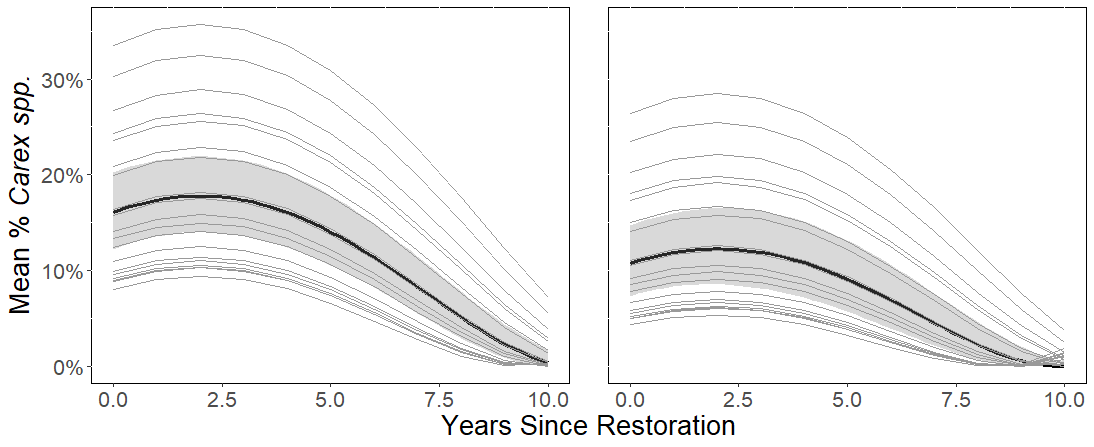 Mean % Carex spp.
30%
20%
10%
0%
0.0 2.5 5.0 7.5 10.0
0.0 2.5 5.0 7.5 10.0
Years Since Restoration